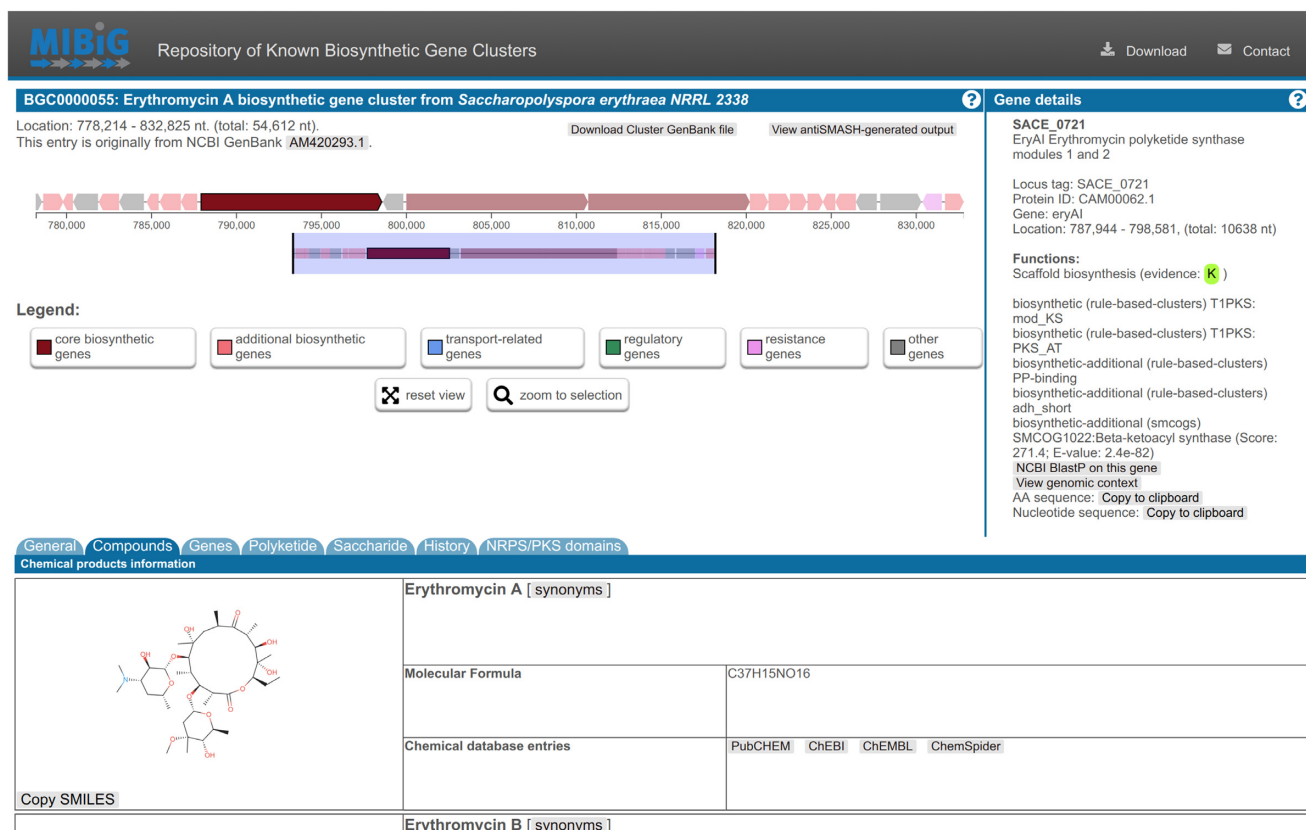 MIBiG
Repository of Known Biosynthetic Gene Clusters
Download
Contact
BGC0000055: Erythromycin A biosynthetic gene cluster from Saccharopolyspora erythraea NRRL 2338
?
Location: 778,214 - 832,825 nt. (total: 54,612 nt).
This entry is originally from NCBI GenBank AM420293.1.
Download Cluster GenBank file
View antiSMASH-generated output
780,000 785,000 790,000 795,000 800,000 805,000 810,000 815,000 820,000 825,000 830,000
Legend:
core biosynthetic
genes
additional biosynthetic
genes
transport-related
genes
regulatory
genes
resistance
genes
other
genes
reset view
zoom to selection
Gene details
?
SACE_0721
EryAI Erythromycin polyketide synthase
modules 1 and 2
Locus tag: SACE_0721
Protein ID: CAM00062.1
Gene: eryAI
Location: 787,944 - 798,581, (total: 10638 nt)
Functions:
Scaffold biosynthesis (evidence: K )
biosynthetic (rule-based-clusters) T1PKS:
mod_KS
biosynthetic (rule-based-clusters) T1PKS:
PKS_AT
biosynthetic-additional (rule-based-clusters)
PP-binding
biosynthetic-additional (rule-based-clusters)
adh_short
biosynthetic-additional (smcogs)
SMCOG1022:Beta-ketoacyl synthase (Score:
271.4; E-value: 2.4e-82)
NCBI BlastP on this gene
View genomic context
AA sequence: Copy to clipboard
Nucleotide sequence: Copy to clipboard
General Compounds Genes Polyketide Saccharide History NRPS/PKS domains
Chemical products information
Erythromycin A [ synonyms ]
O
OH
OH
OH
O
OH
O
N
O
O
O
O
O
O
OH
Molecular Formula
C37H15NO16
Chemical database entries
PubCHEM ChEBI ChEMBL ChemSpider
Copy SMILES
Erythromycin B [ synonyms ]